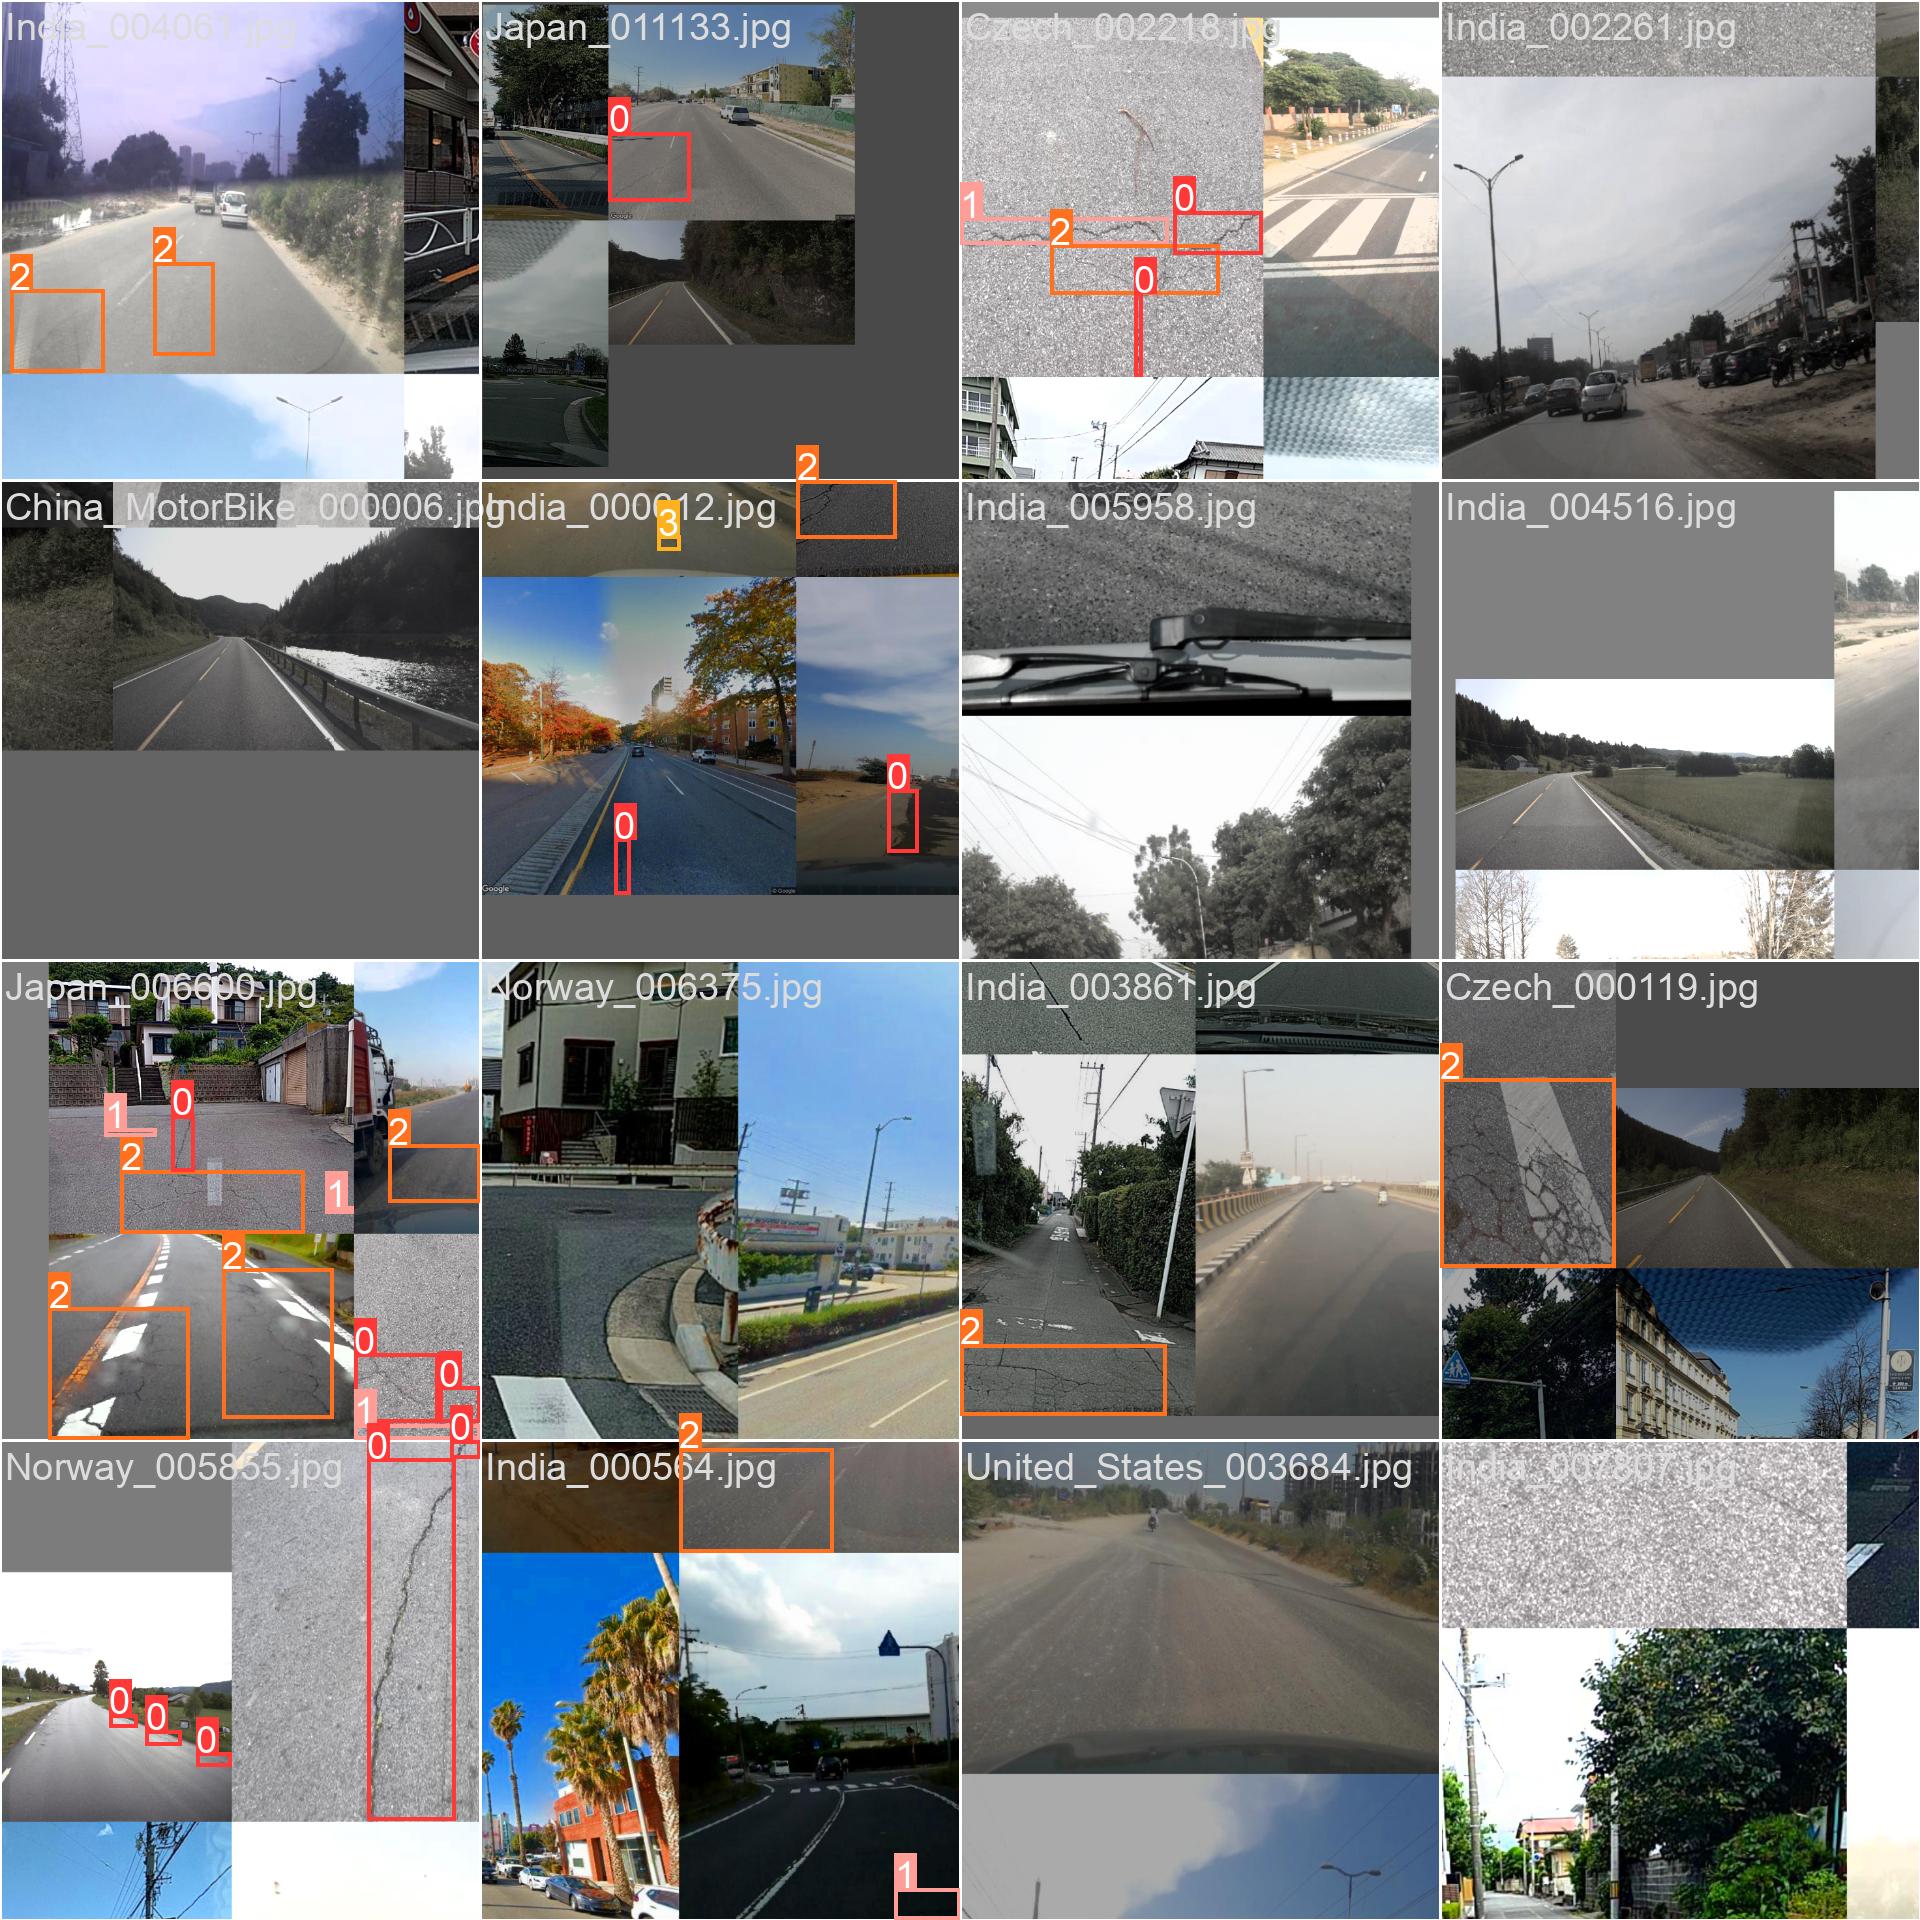 India_004061.jpg
Japan_011133.jpg
Czech_002218.jpg
India_002261.jpg
2
2
0
Google
1
2
0
0
China_MotorBike_000006.jpg
India_000612.jpg
India_005958.jpg
India_004516.jpg
3
2
0
0
Google
© Google
Japan_006600.jpg
Norway_006375.jpg
India_003861.jpg
Czech_000119.jpg
1
0
2
1
2
2
2
0
0
1
0
2
2
Norway_005855.jpg
India_000564.jpg
United_States_003684.jpg
India_007807.jpg
0
0
0
0
2
1